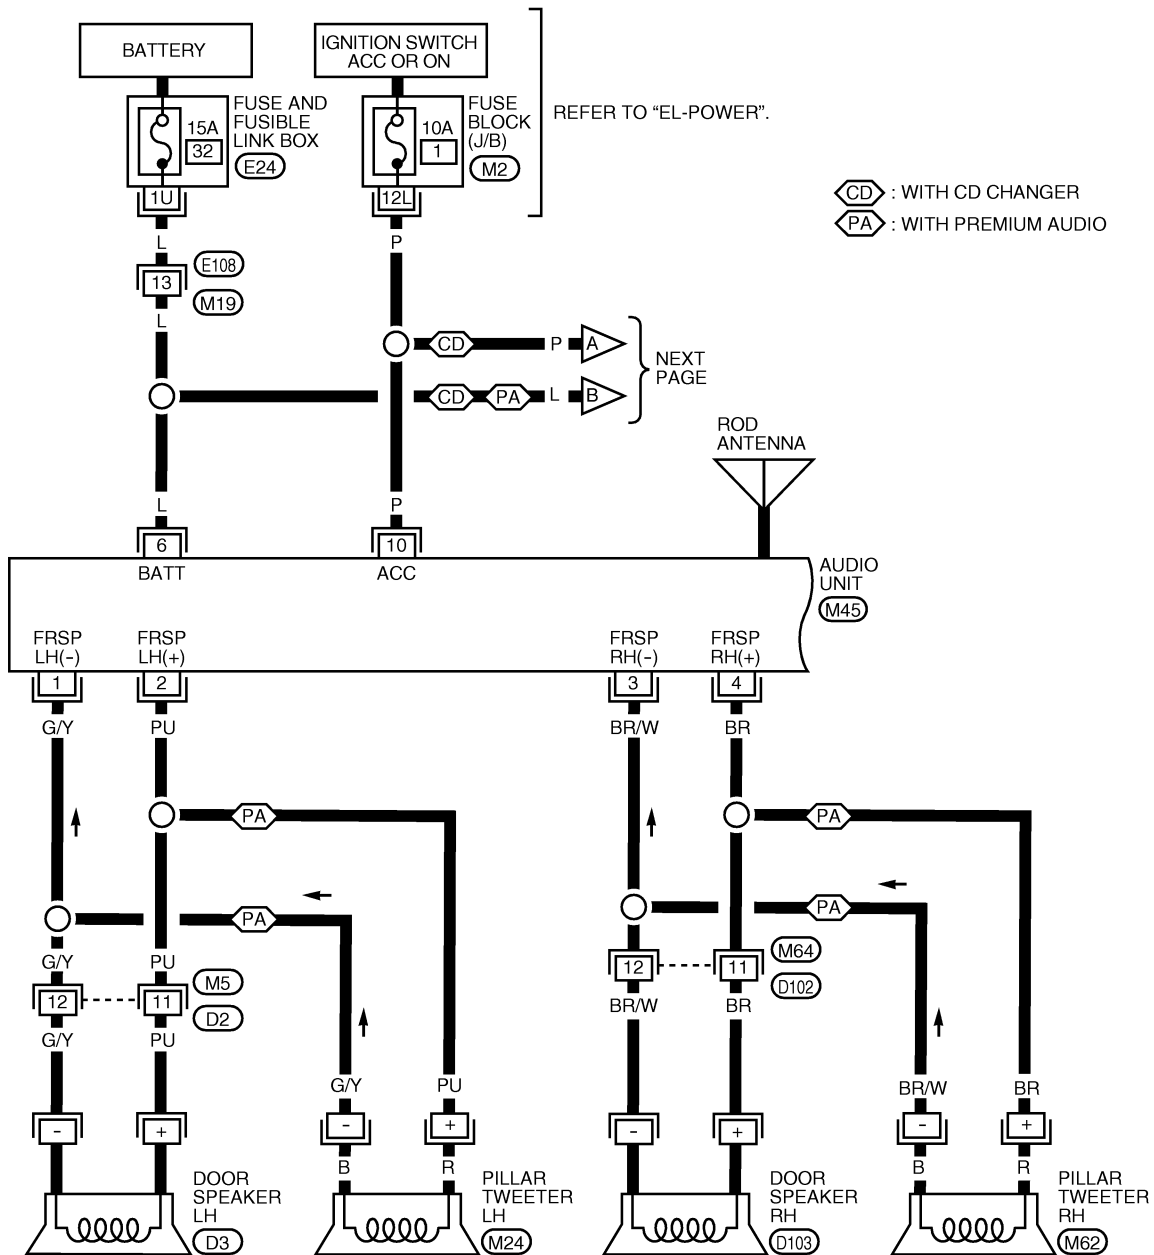 BATTERY
IGNITION SWITCH
ACC OR ON
FUSE AND
FUSIBLE
LINK BOX
E24
15A
32
FUSE
BLOCK
(J/B)
M2
10A
1
REFER TO “EL-POWER”.
1U
12L
CD : WITH CD CHANGER
PA : WITH PREMIUM AUDIO
L
P
E108
13
M19
L
CD
P
A
CD
PA
L
B
NEXT
PAGE
ROD
ANTENNA
L
P
6
10
BATT
ACC
AUDIO
UNIT
M45
FRSP
LH(-)
FRSP
LH(+)
FRSP
RH(-)
FRSP
RH(+)
1
2
3
4
G/Y
PU
BR/W
BR
PA
PA
PA
PA
G/Y
PU
M5
12
11
D2
G/Y
PU
M64
12
11
D102
BR/W
BR
G/Y
PU
BR/W
BR
-
+
-
+
-
+
-
+
B
R
B
R
DOOR
SPEAKER
LH
D3
PILLAR
TWEETER
LH
M24
DOOR
SPEAKER
RH
D103
PILLAR
TWEETER
RH
M62